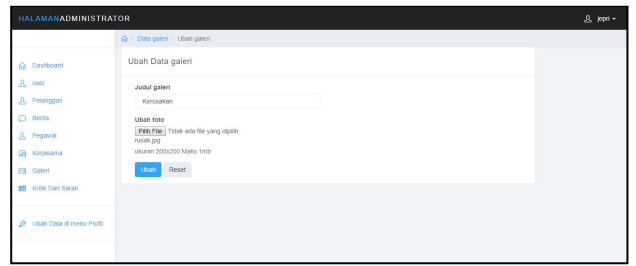 HALAMANADMINISTRATOR
jepri
Data galeri / Ubah galeri
Dashboard
user
Pelanggan
Berita
Pegawai
Kerjasama
Galeri
Kritik Dan Saran
Ubah Data di menu Profil
Ubah Data galeri
Judul galeri
Kerusakan
Ubah foto
Pilih File Tidak ada file yang dipilih
rusak.jpg
ukuran 200x200 Maks 1mb
Ubah Reset